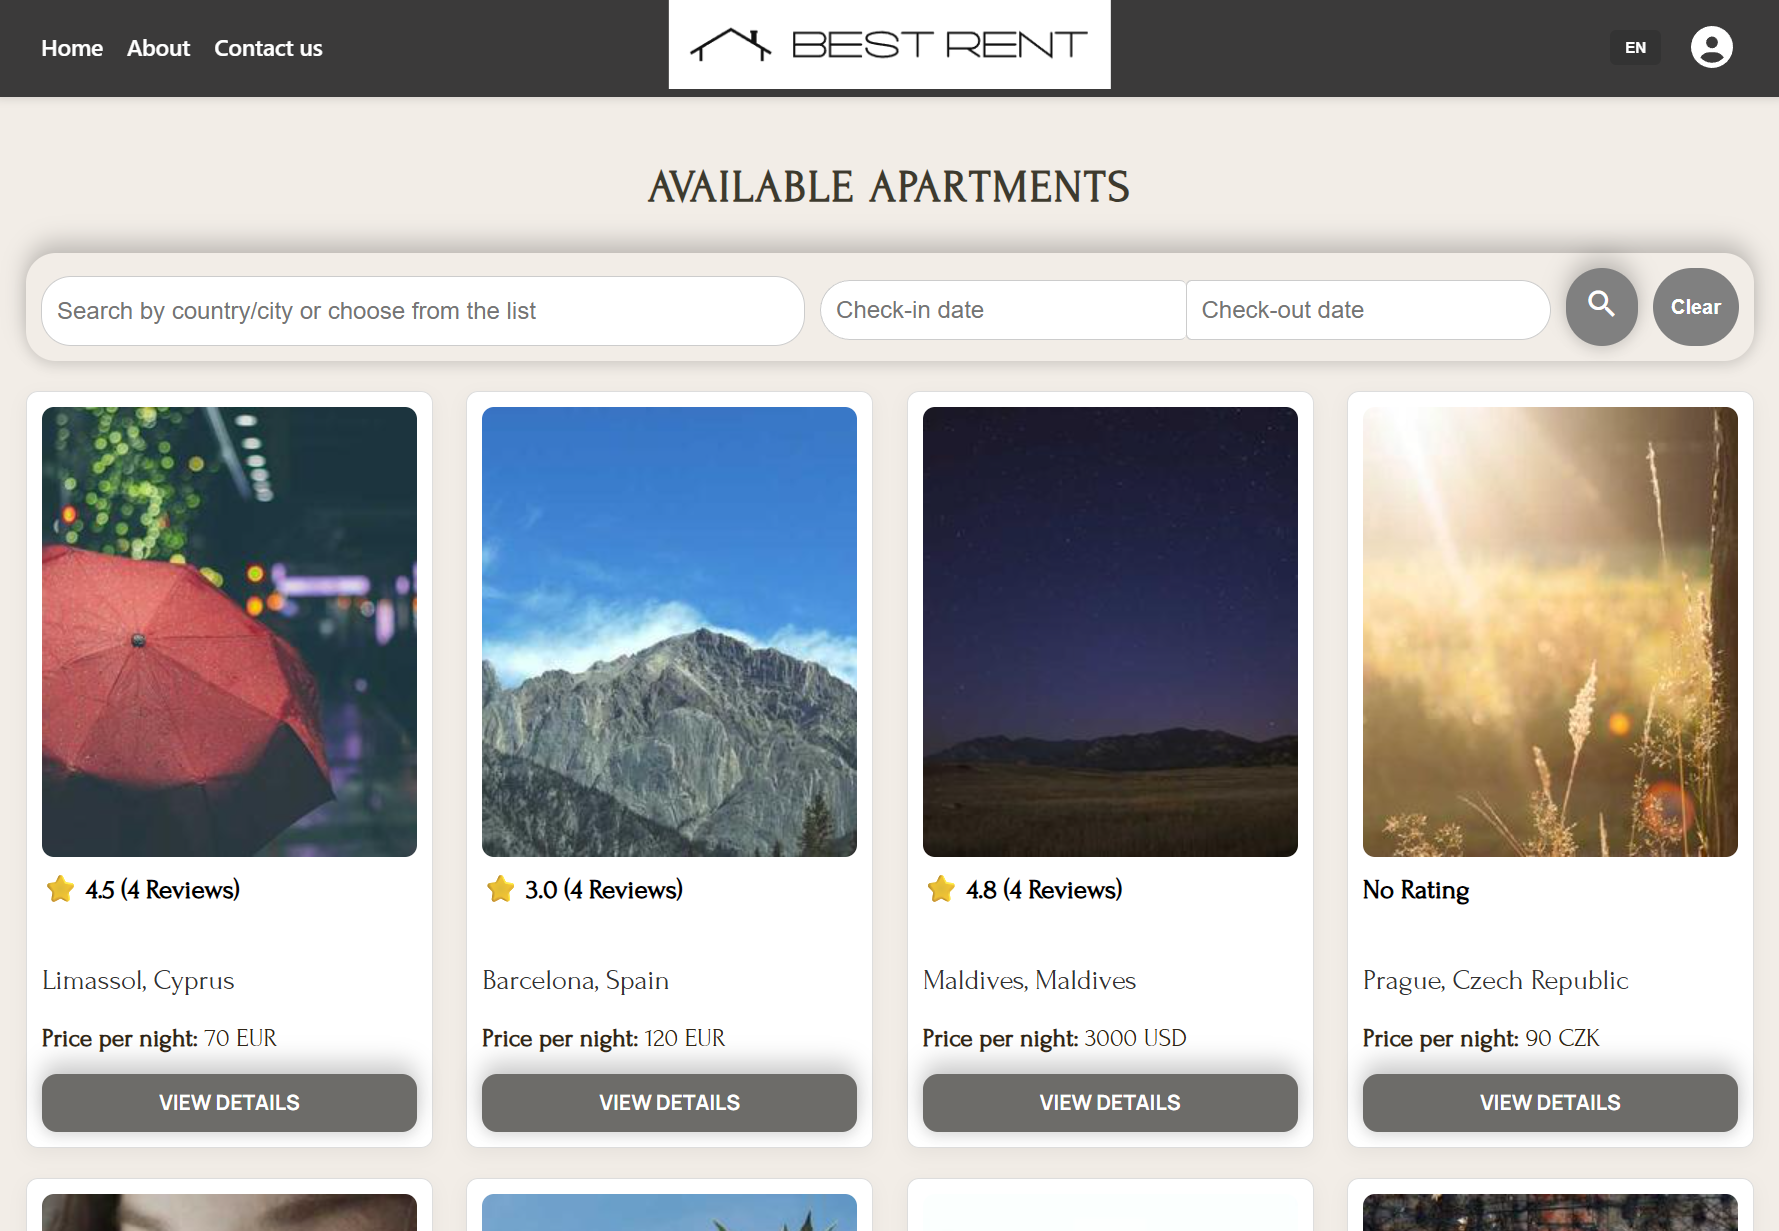 Home About Contact us
BEST RENT
EN
AVAILABLE APARTMENTS
Search by country/city or choose from the list
Check-in date
Check-out date
Clear
4.5 (4 Reviews)
Limassol, Cyprus
Price per night: 70 EUR
VIEW DETAILS
3.0 (4 Reviews)
Barcelona, Spain
Price per night: 120 EUR
VIEW DETAILS
4.8 (4 Reviews)
Maldives, Maldives
Price per night: 3000 USD
VIEW DETAILS
No Rating
Prague, Czech Republic
Price per night: 90 CZK
VIEW DETAILS